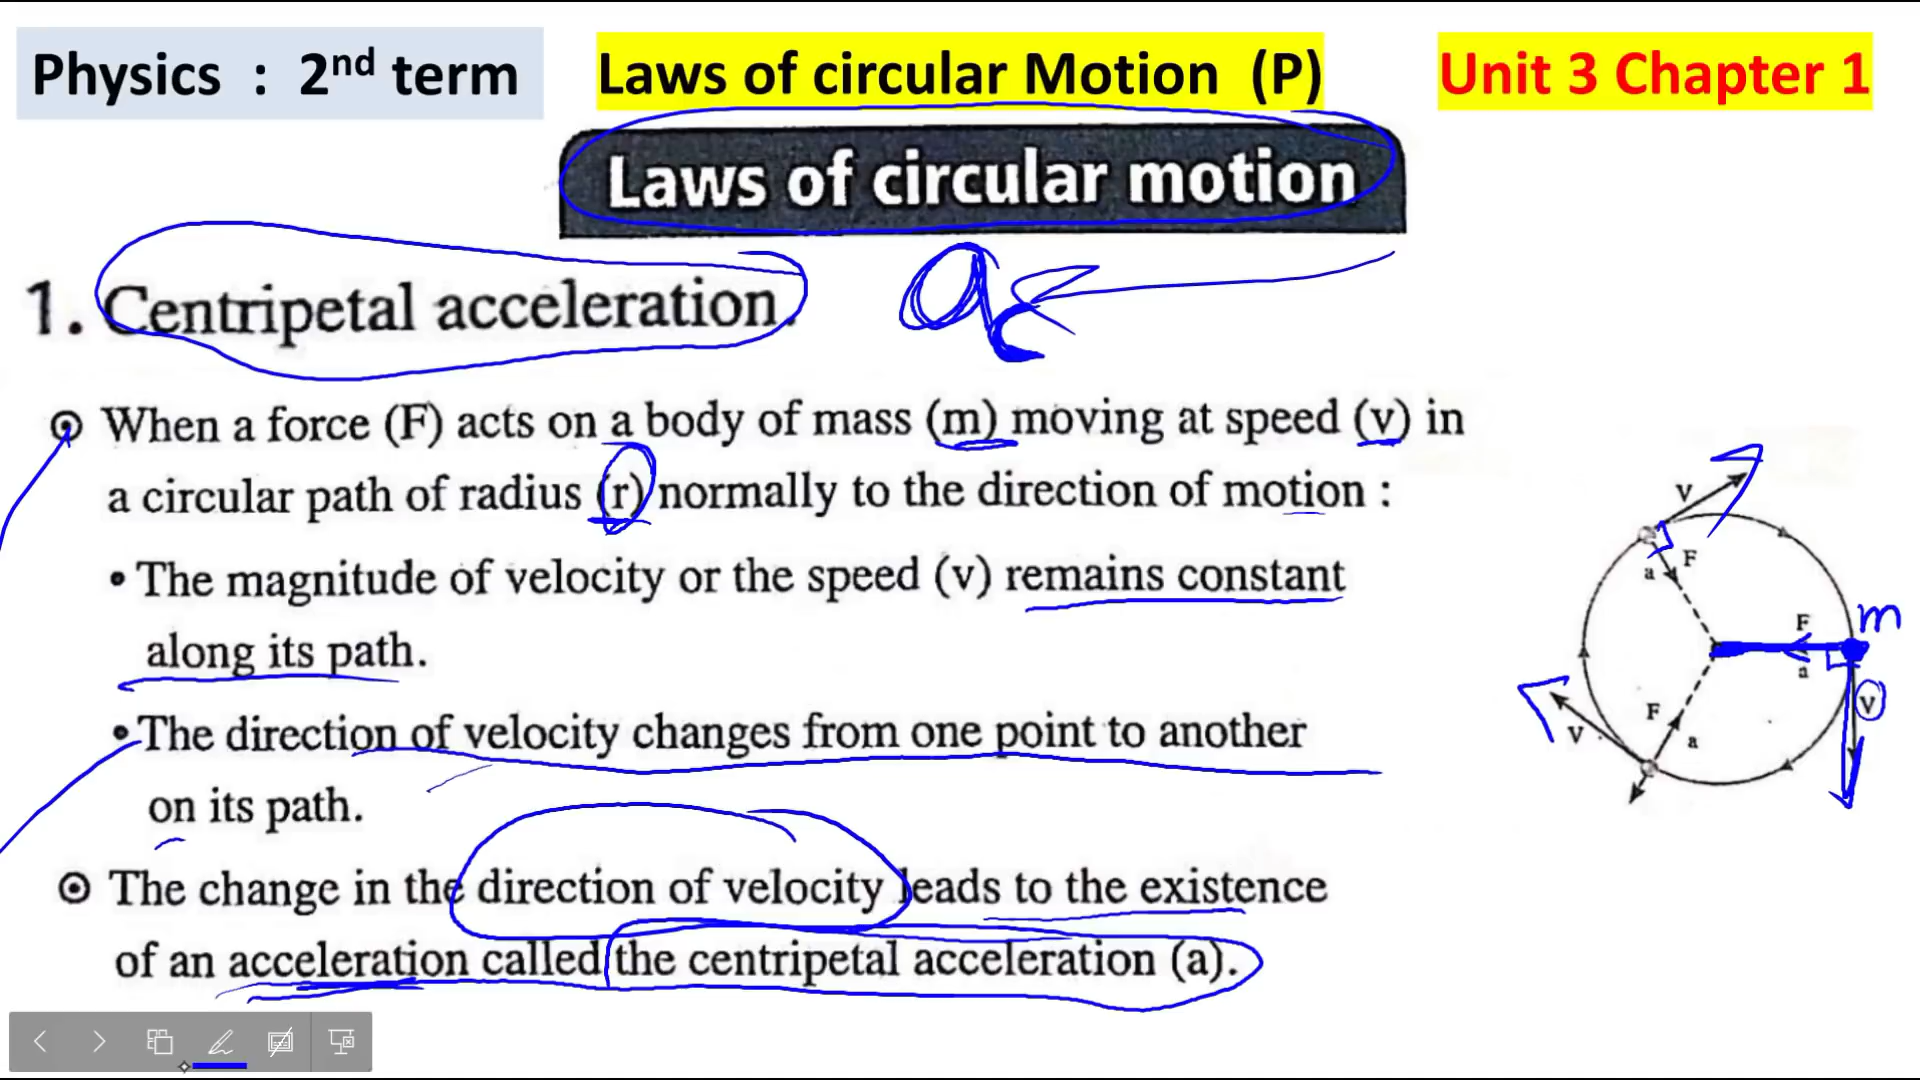 Physics : 2nd term
Laws of circular Motion (P)
Unit 3 Chapter 1
Laws of circular motion
1. Centripetal acceleration.
ac
When a force (F) acts on a body of mass (m) moving at speed (v) in
a circular path of radius (r) normally to the direction of motion :
• The magnitude of velocity or the speed (v) remains constant
along its path.
• The direction of velocity changes from one point to another
on its path.
The change in the direction of velocity leads to the existence
of an acceleration called the centripetal acceleration (a).
V
F
a
F
m
a
V
F
V
a